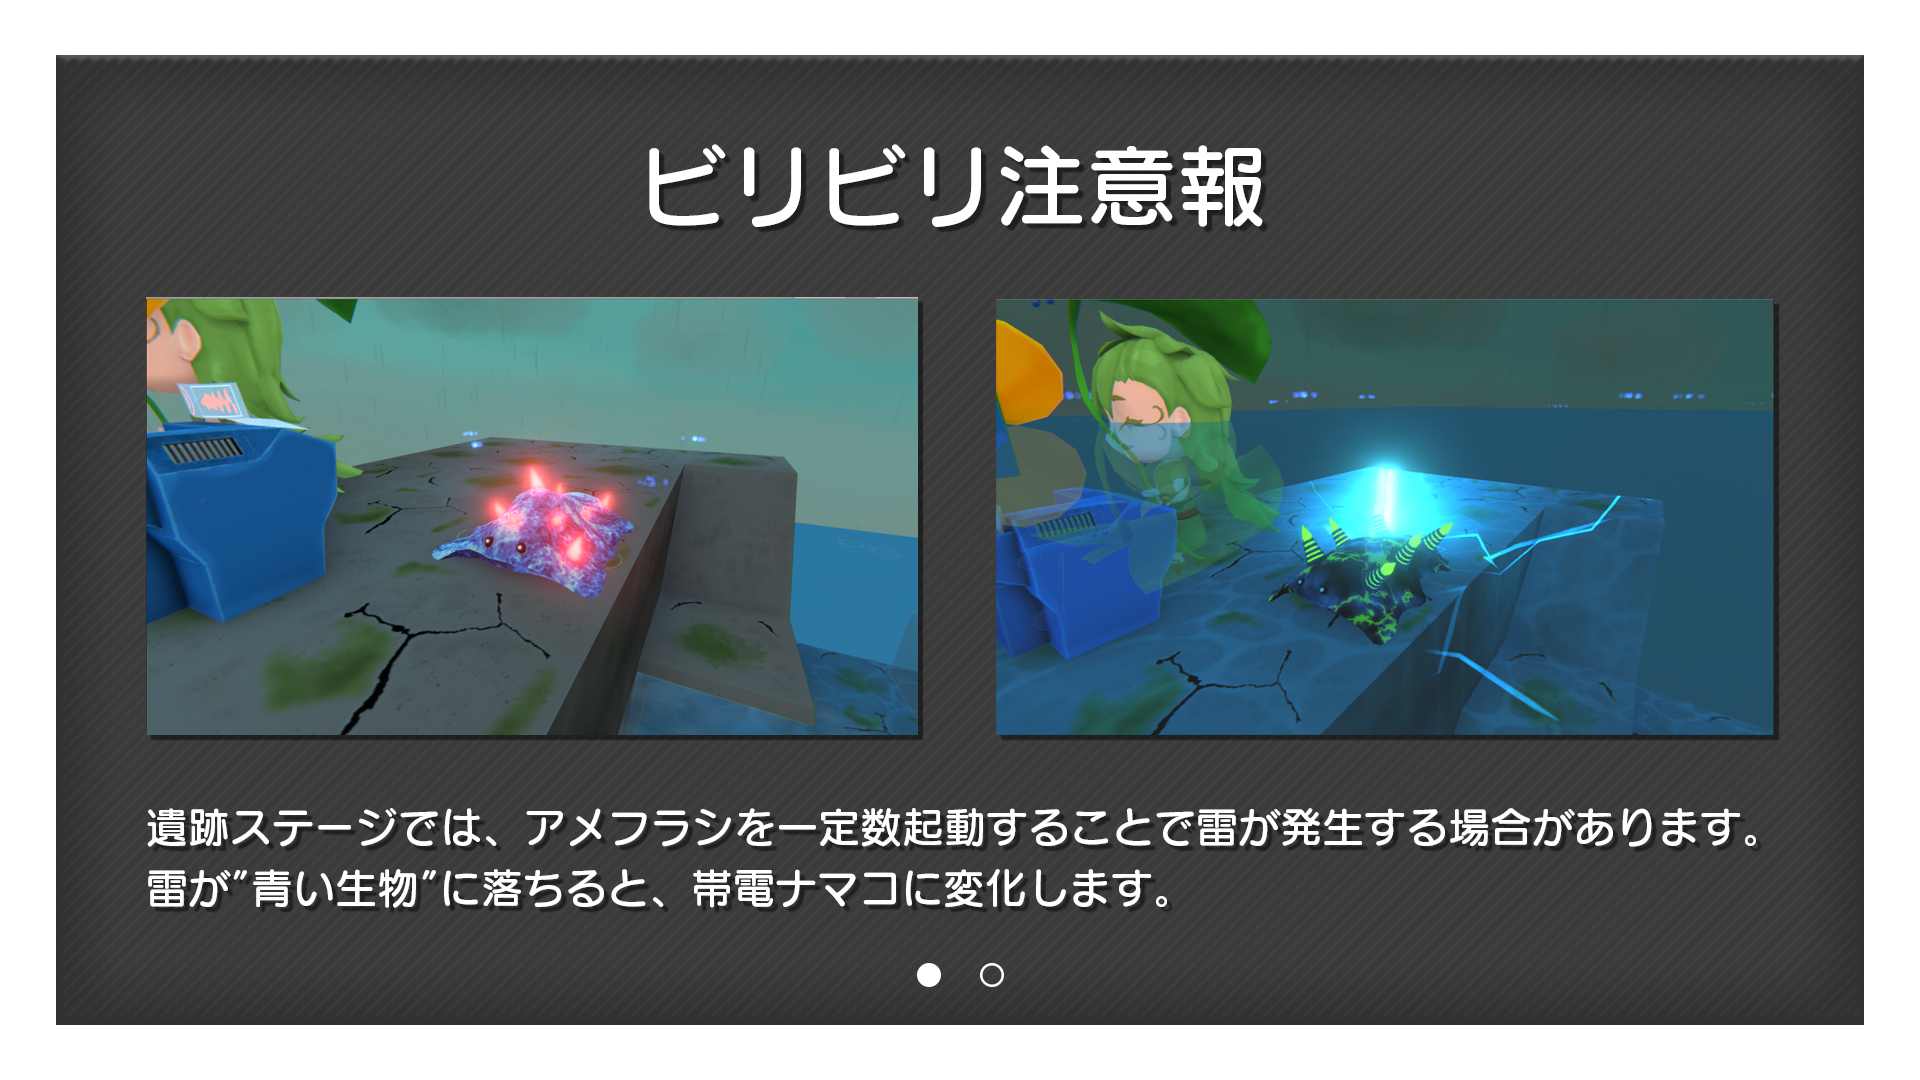 ビリビリ注意報
遺跡ステージでは、アメフラシを一定数起動することで雷が発生する場合があります。
雷が"青い生物"に落ちると、帯電ナマコに変化します。